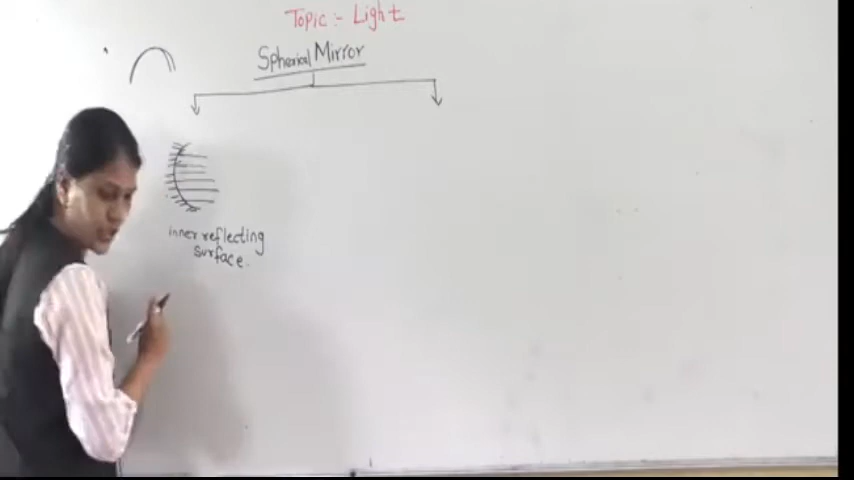 Topic :- Light
Spherical Mirror
inner reflecting
surface.